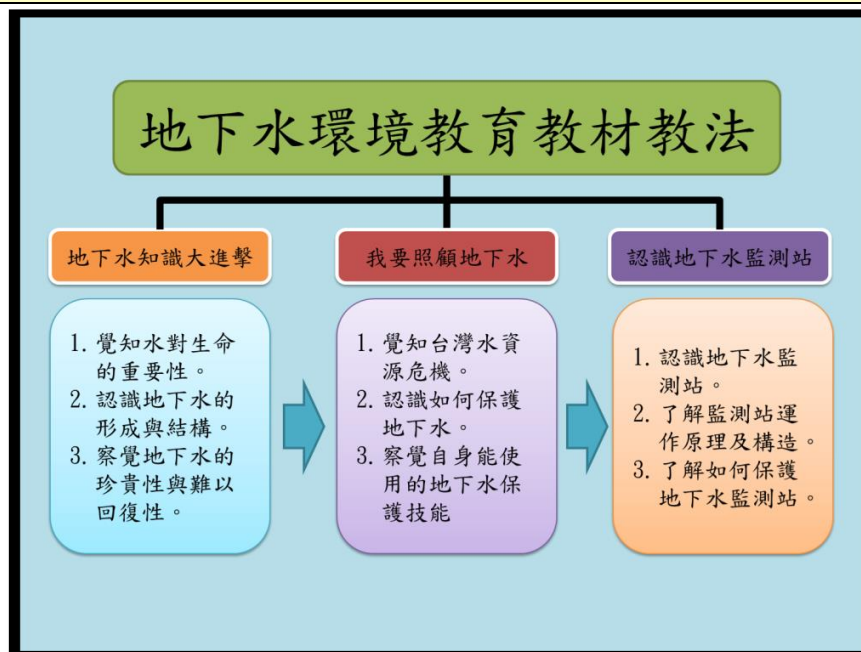 地下水環境教育教材教法
地下水知識大進擊
1. 覺知水對生命
的重要性。
2. 認識地下水的
形成與結構。
3. 察覺地下水的
珍貴性與難以
回復性。
我要照顧地下水
1. 覺知台灣水資
源危機。
2. 認識如何保護
地下水。
3. 察覺自身能使
用的地下水保
護技能
認識地下水監測站
1. 認識地下水監
測站。
2. 了解監測站運
作原理及構造。
3. 了解如何保護
地下水監測站。